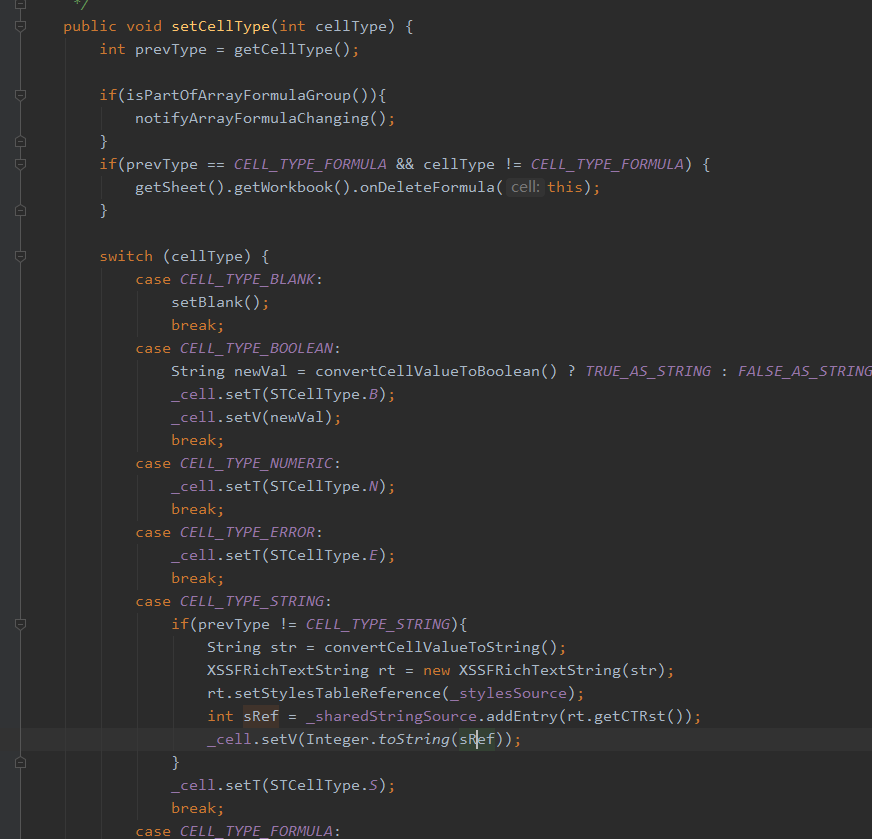 */
public void setCellType(int cellType) {
int prevType = getCellType();
if(isPartOfArrayFormulaGroup()){
notifyArrayFormulaChanging();
}
if(prevType == CELL_TYPE_FORMULA && cellType != CELL_TYPE_FORMULA) {
getSheet().getWorkbook().onDeleteFormula( cell: this);
}
switch (cellType) {
case CELL_TYPE_BLANK:
setBlank();
break;
case CELL_TYPE_BOOLEAN:
String newVal = convertCellValueToBoolean() ? TRUE_AS_STRING : FALSE_AS_STRING
_cell.setT(STCellType.B);
_cell.setV(newVal);
break;
case CELL_TYPE_NUMERIC:
_cell.setT(STCellType.N);
break;
case CELL_TYPE_ERROR:
_cell.setT(STCellType.E);
break;
case CELL_TYPE_STRING:
if(prevType != CELL_TYPE_STRING){
String str = convertCellValueToString();
XSSFRichTextString rt = new XSSFRichTextString(str);
rt.setStylesTableReference(_stylesSource);
int sRef = _sharedStringSource.addEntry(rt.getCTRst());
_cell.setV(Integer.toString(sRef));
}
_cell.setT(STCellType.S);
break;
case CELL_TYPE_FORMULA: